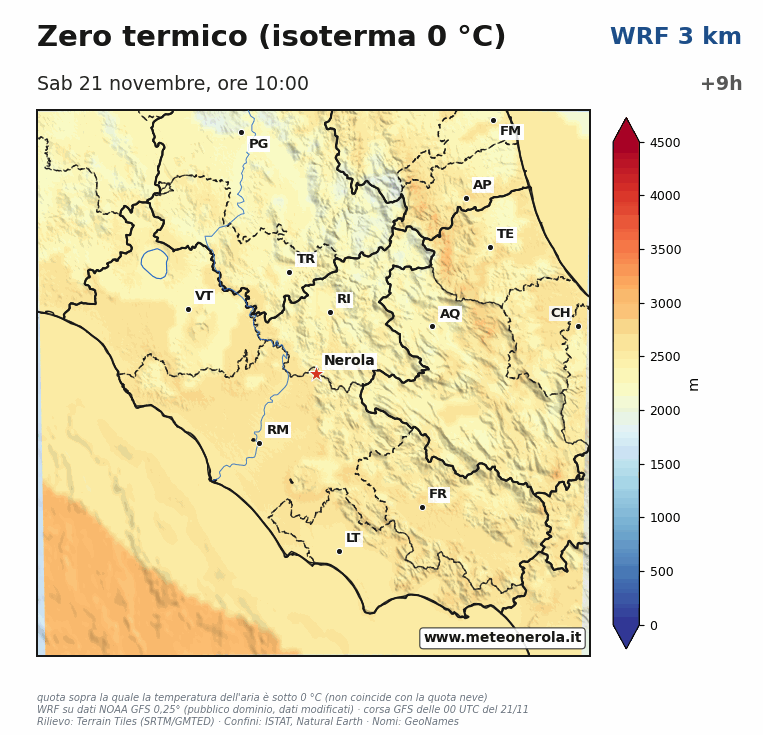 Zero termico (isoterma 0 °C)
WRF 3 km
Sab 21 novembre, ore 10:00
+9h
FM
PG
AP
TE
TR
RI
VT
AQ
CH
Nerola
RM
FR
LT
www.meteonerola.it
4500
4000
3500
3000
2500
2000
1500
1000
500
0
m
quota sopra la quale la temperatura dell'aria è sotto 0 °C (non coincide con la quota neve)
WRF su dati NOAA GFS 0,25° (pubblico dominio, dati modificati) · corsa GFS delle 00 UTC del 21/11
Rilievo: Terrain Tiles (SRTM/GMTED) · Confini: ISTAT, Natural Earth · Nomi: GeoNames